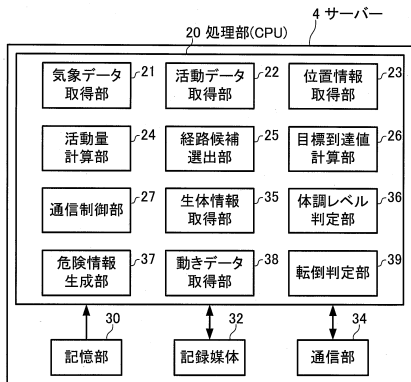 4 サーバー
20 処理部(CPU)
気象データ
取得部
21
活動データ
取得部
22
位置情報
取得部
23
活動量
計算部
24
経路候補
選出部
25
目標到達値
計算部
26
通信制御部
27
生体情報
取得部
35
体調レベル
判定部
36
危険情報
生成部
37
動きデータ
取得部
38
転倒判定部
39
30
記憶部
32
記録媒体
34
通信部